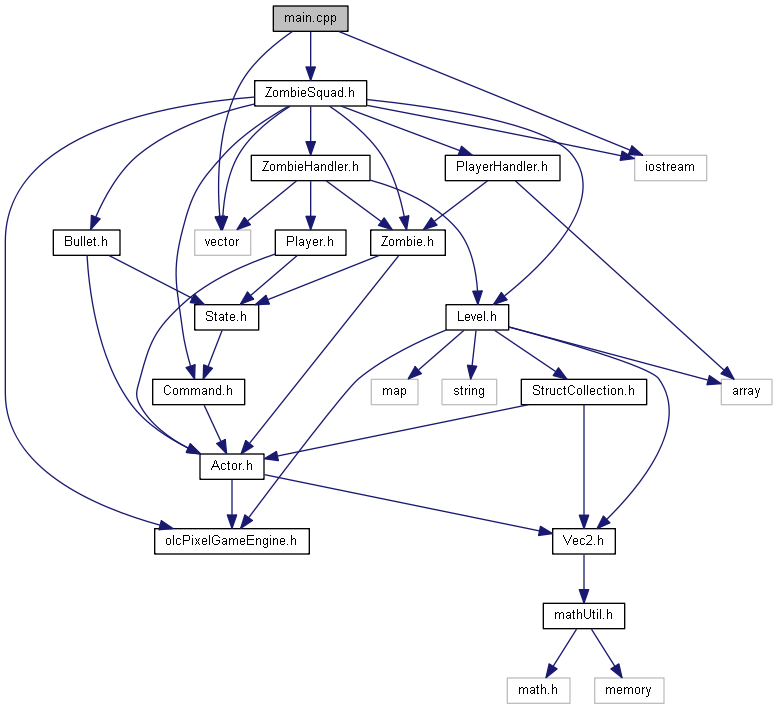 main.cpp
ZombieSquad.h
ZombieHandler.h
PlayerHandler.h
iostream
Bullet.h
vector
Player.h
Zombie.h
State.h
Level.h
Command.h
map
string
StructCollection.h
array
Actor.h
olcPixelGameEngine.h
Vec2.h
mathUtil.h
math.h
memory